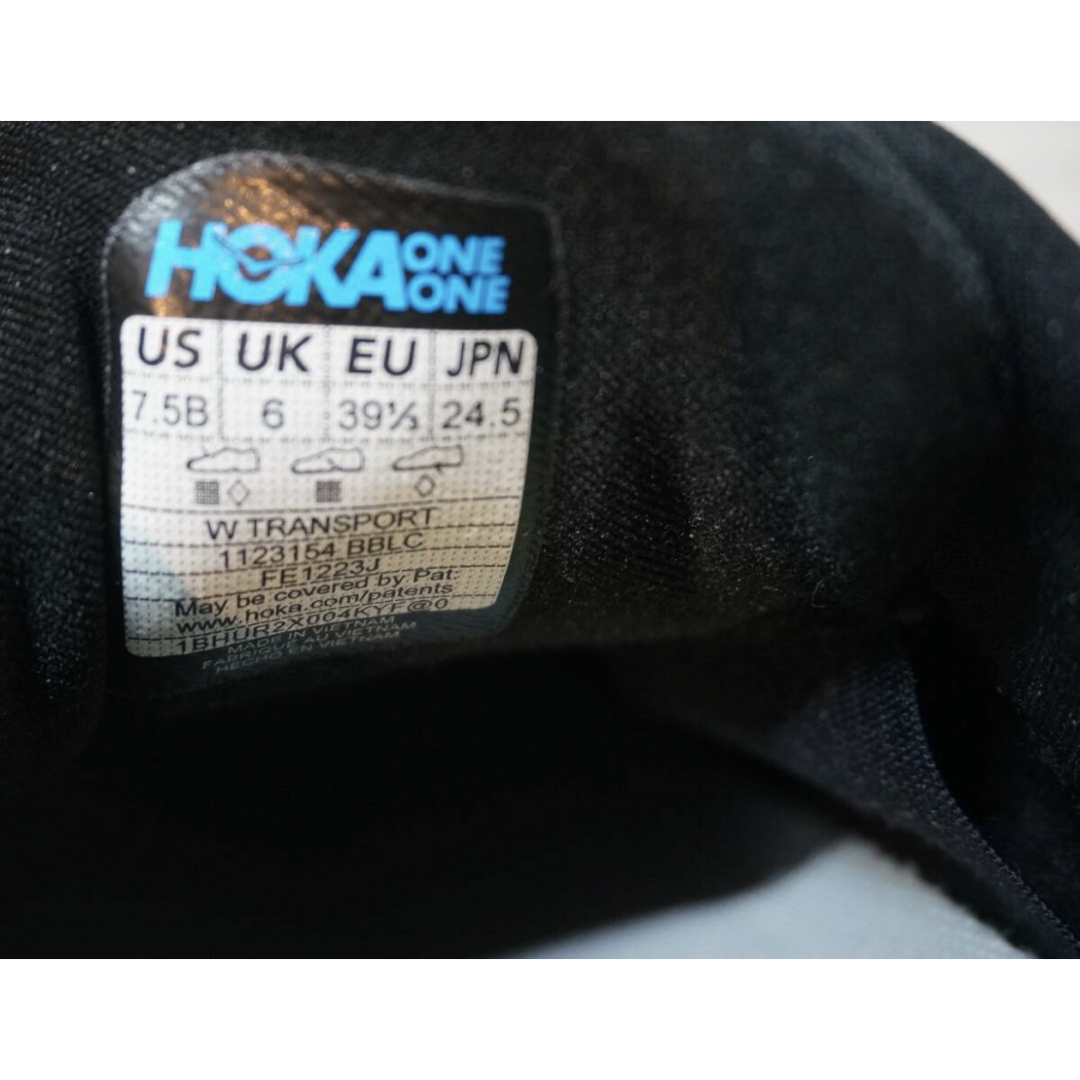 HOKA ONE ONE
US UK EU JPN
7.5B 6 39⅓ 24.5
W TRANSPORT
1123154 BBLC
FE1223J
May be covered by Pat:
www.hoka.com/patents
1BHUR2X004KYF @0
MADE IN VIETNAM
FABRIQUE AU VIETNAM
HECHO EN VIETNAM